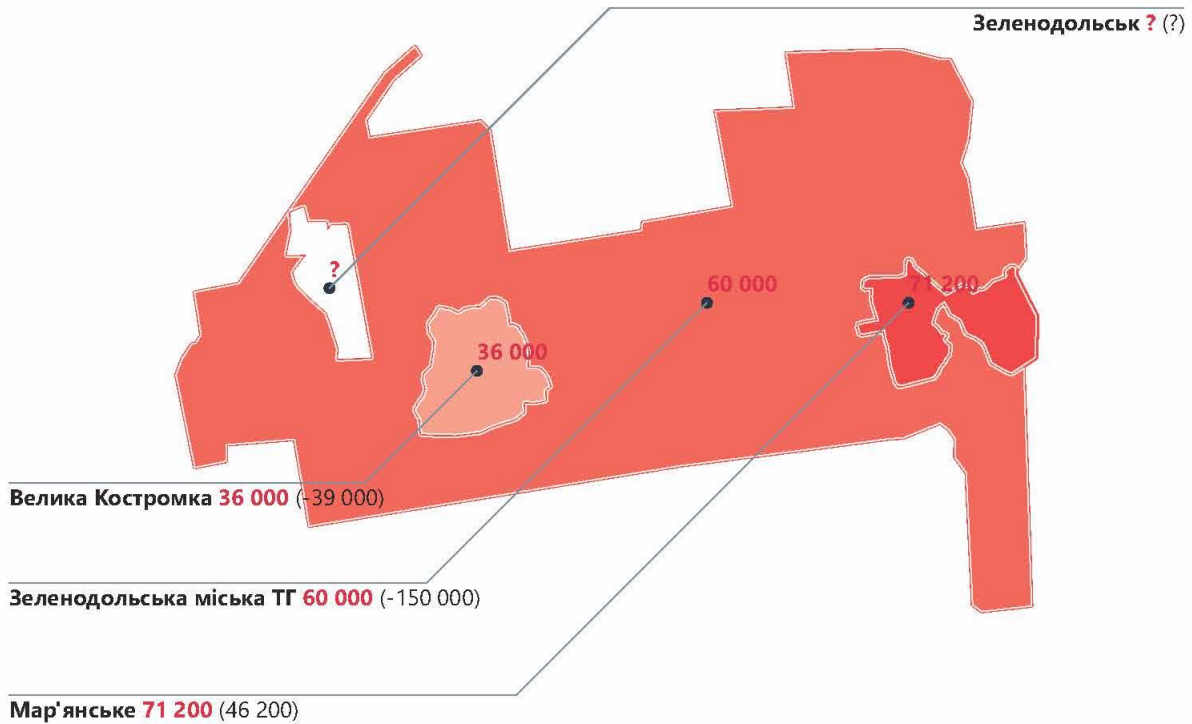 Зеленодольськ ? (?)
?
60 000
71 200
36 000
Велика Костромка 36 000 (-39 000)
Зеленодольська міська ТГ 60 000 (-150 000)
Мар'янське 71 200 (46 200)